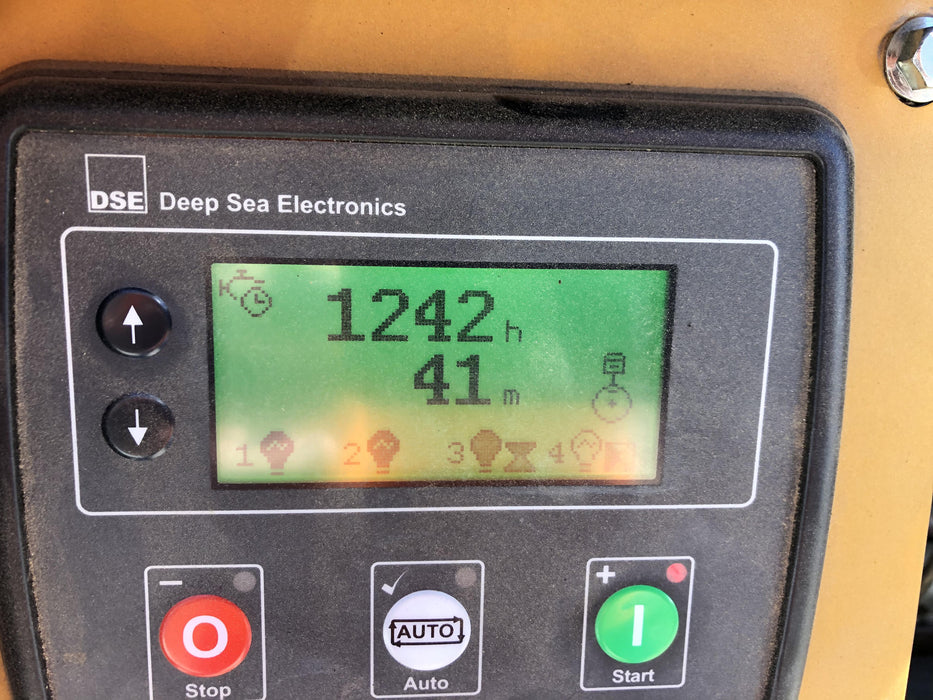 DSE Deep Sea Electronics
1242 h
41 m
1 2 3 4
O AUTO I
Stop Auto Start